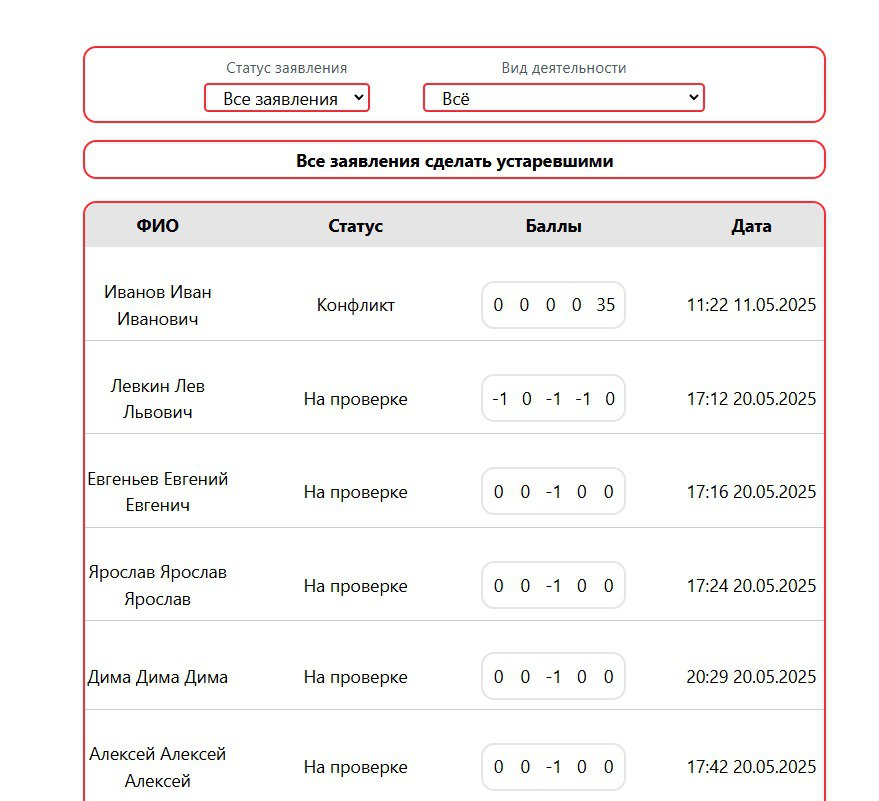 Статус заявления Вид деятельности
Все заявления Всё
Все заявления сделать устаревшими
ФИО Статус Баллы Дата
Иванов Иван
Иванович
Конфликт 0 0 0 0 35 11:22 11.05.2025
Левкин Лев
Львович
На проверке -1 0 -1 -1 0 17:12 20.05.2025
Евгеньев Евгений
Евгенич
На проверке 0 0 -1 0 0 17:16 20.05.2025
Ярослав Ярослав
Ярослав
На проверке 0 0 -1 0 0 17:24 20.05.2025
Дима Дима Дима На проверке 0 0 -1 0 0 20:29 20.05.2025
Алексей Алексей
Алексей
На проверке 0 0 -1 0 0 17:42 20.05.2025